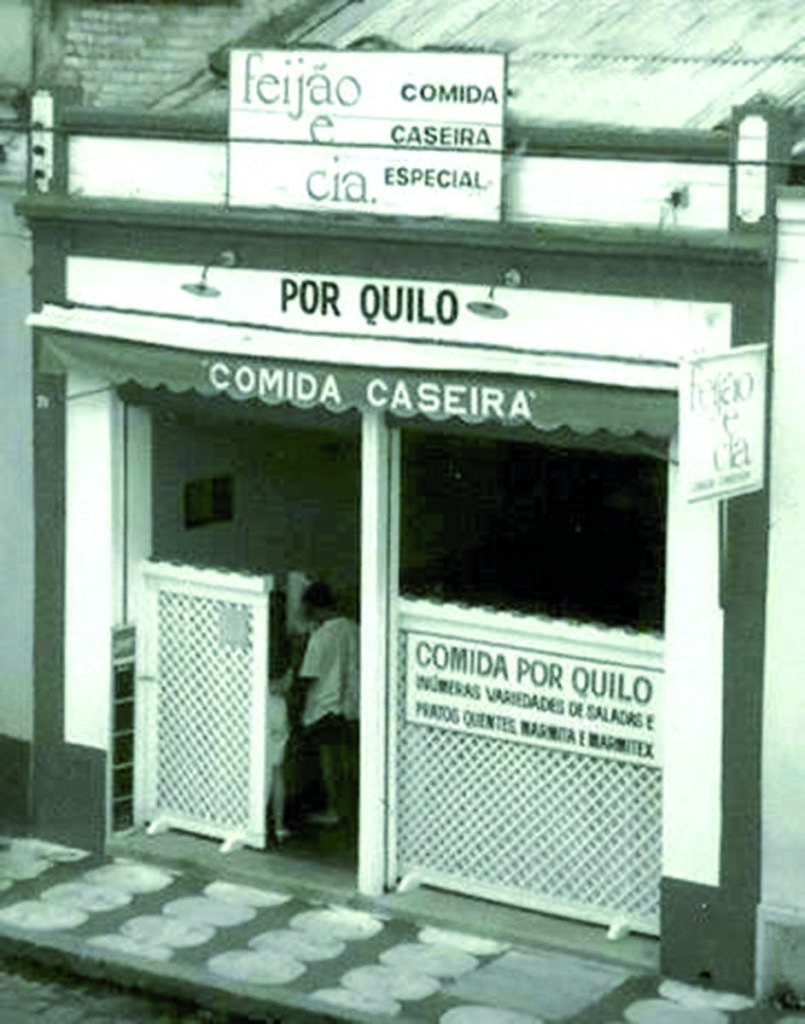 feijão
e
cia.
COMIDA
CASEIRA
ESPECIAL
POR QUILO
"COMIDA CASEIRA"
feijão
e
cia
COMIDA POR QUILO
INÚMERAS VARIEDADES DE SALADAS E
PRATOS QUENTES, MARMITA E MARMITEX